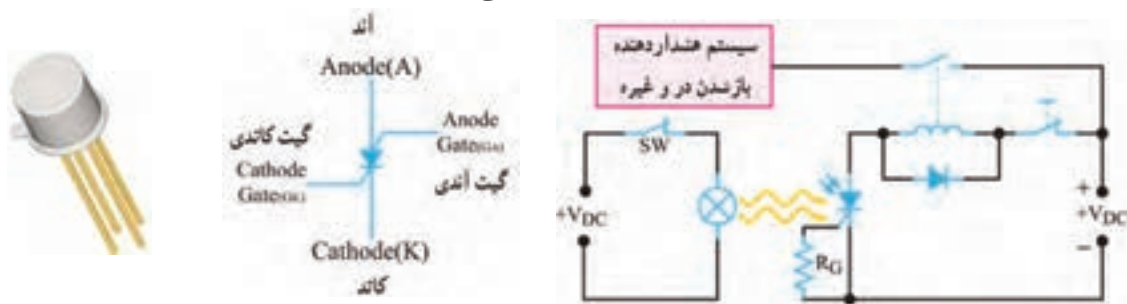 آند
Anode(A)
Anode
Gate(GA)
گیت آندی
گیت کاتدی
Cathode
Gate(GK)
Cathode(K)
کاتد
سیستم هشداردهنده
بازشدن در و غیره
SW
+VDC
RG
+
+VDC
−